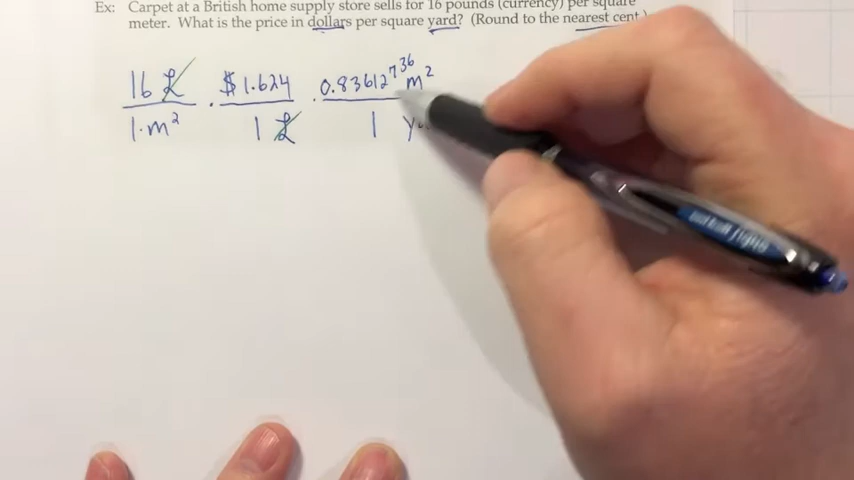 Ex: Carpet at a British home supply store sells for 16 pounds (currency) per square
meter. What is the price in dollars per square yard? (Round to the nearest cent.)
16 £ · $1.624 · 0.83612736 m²
1·m² 1 £ 1